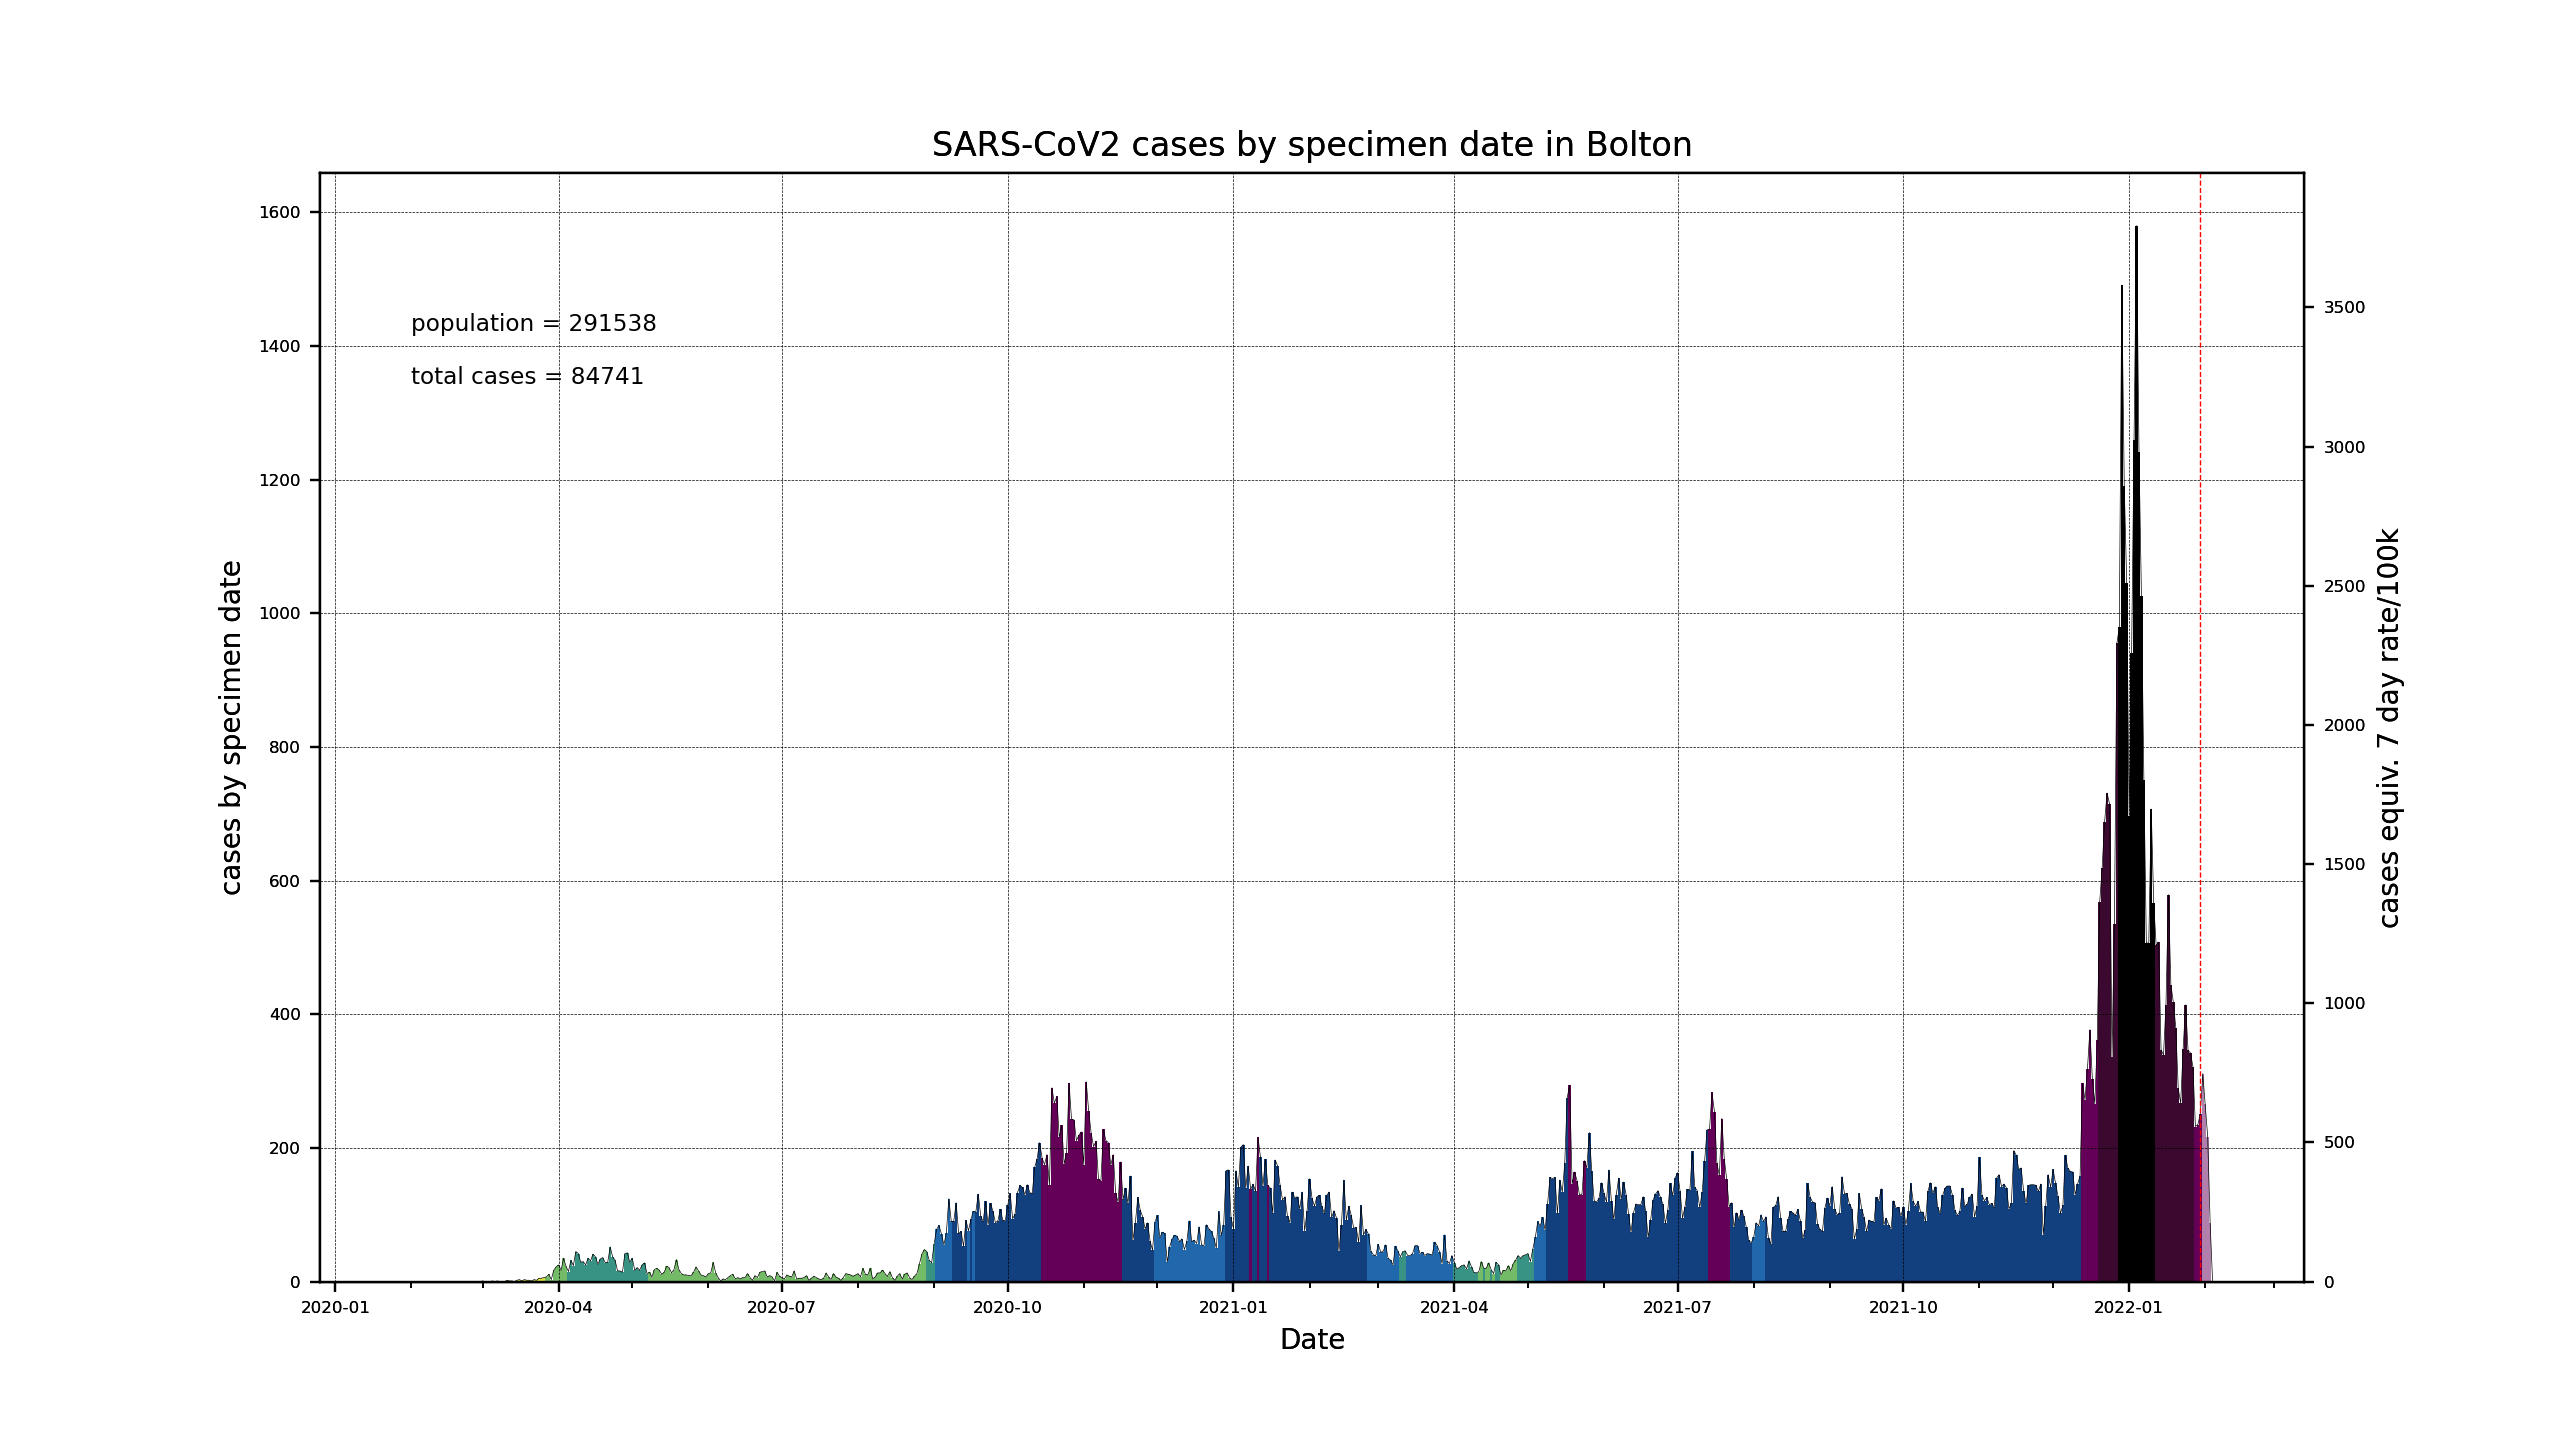 SARS-CoV2 cases by specimen date in Bolton
population = 291538
total cases = 84741
cases by specimen date
1600
1400
1200
1000
800
600
400
200
0
cases equiv. 7 day rate/100k
3500
3000
2500
2000
1500
1000
500
0
2020-01 2020-04 2020-07 2020-10 2021-01 2021-04 2021-07 2021-10 2022-01
Date